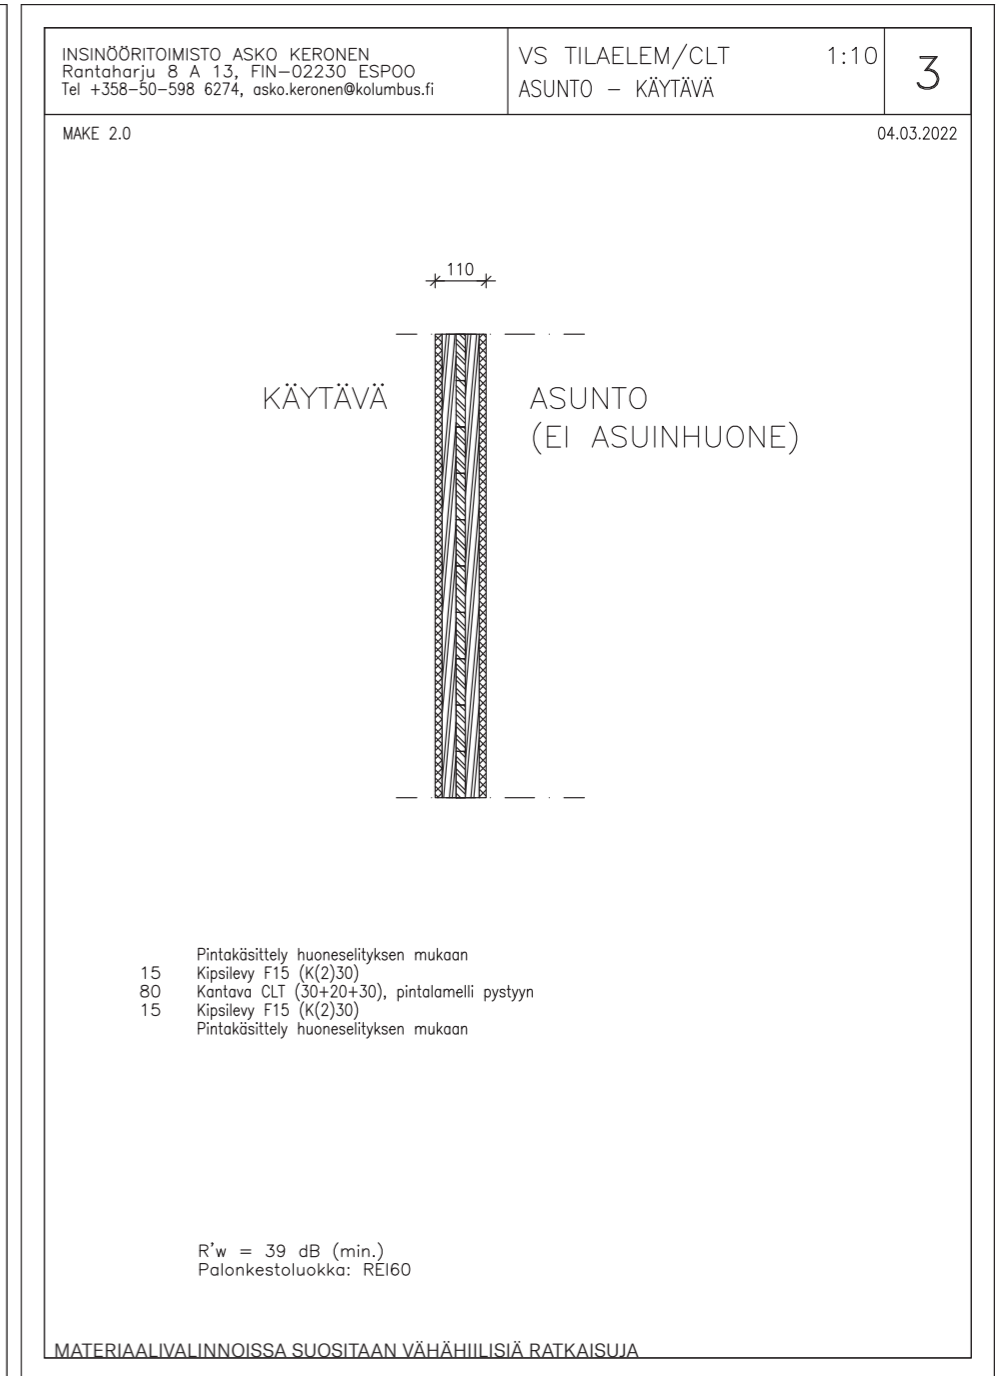 INSINÖÖRITOIMISTO ASKO KERONEN
Rantaharju 8 A 13, FIN-02230 ESPOO
Tel +358-50-598 6274, asko.keronen@kolumbus.fi
VS TILAELEM/CLT 1:10
ASUNTO - KÄYTÄVÄ
3
MAKE 2.0
04.03.2022
110
KÄYTÄVÄ
ASUNTO
(EI ASUINHUONE)
Pintakäsittely huoneselityksen mukaan
15 Kipsilevy F15 (K(2)30)
80 Kantava CLT (30+20+30), pintalamelli pystyyn
15 Kipsilevy F15 (K(2)30)
Pintakäsittely huoneselityksen mukaan
R'w = 39 dB (min.)
Palonkestoluokka: REI60
MATERIAALIVALINNOISSA SUOSITAAN VÄHÄHIILISIÄ RATKAISUJA